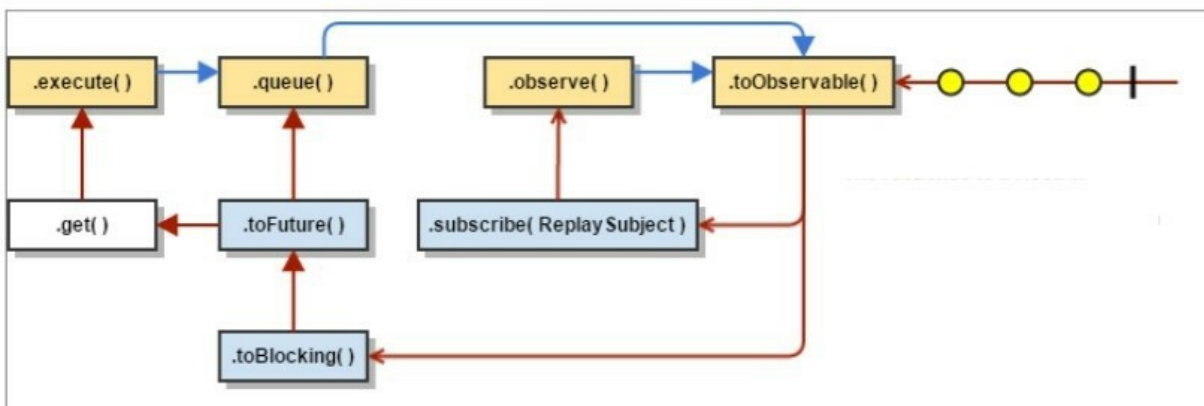 .execute( )
.queue( )
.observe( )
.toObservable( )
.get( )
.toFuture( )
.subscribe( ReplaySubject )
.toBlocking( )